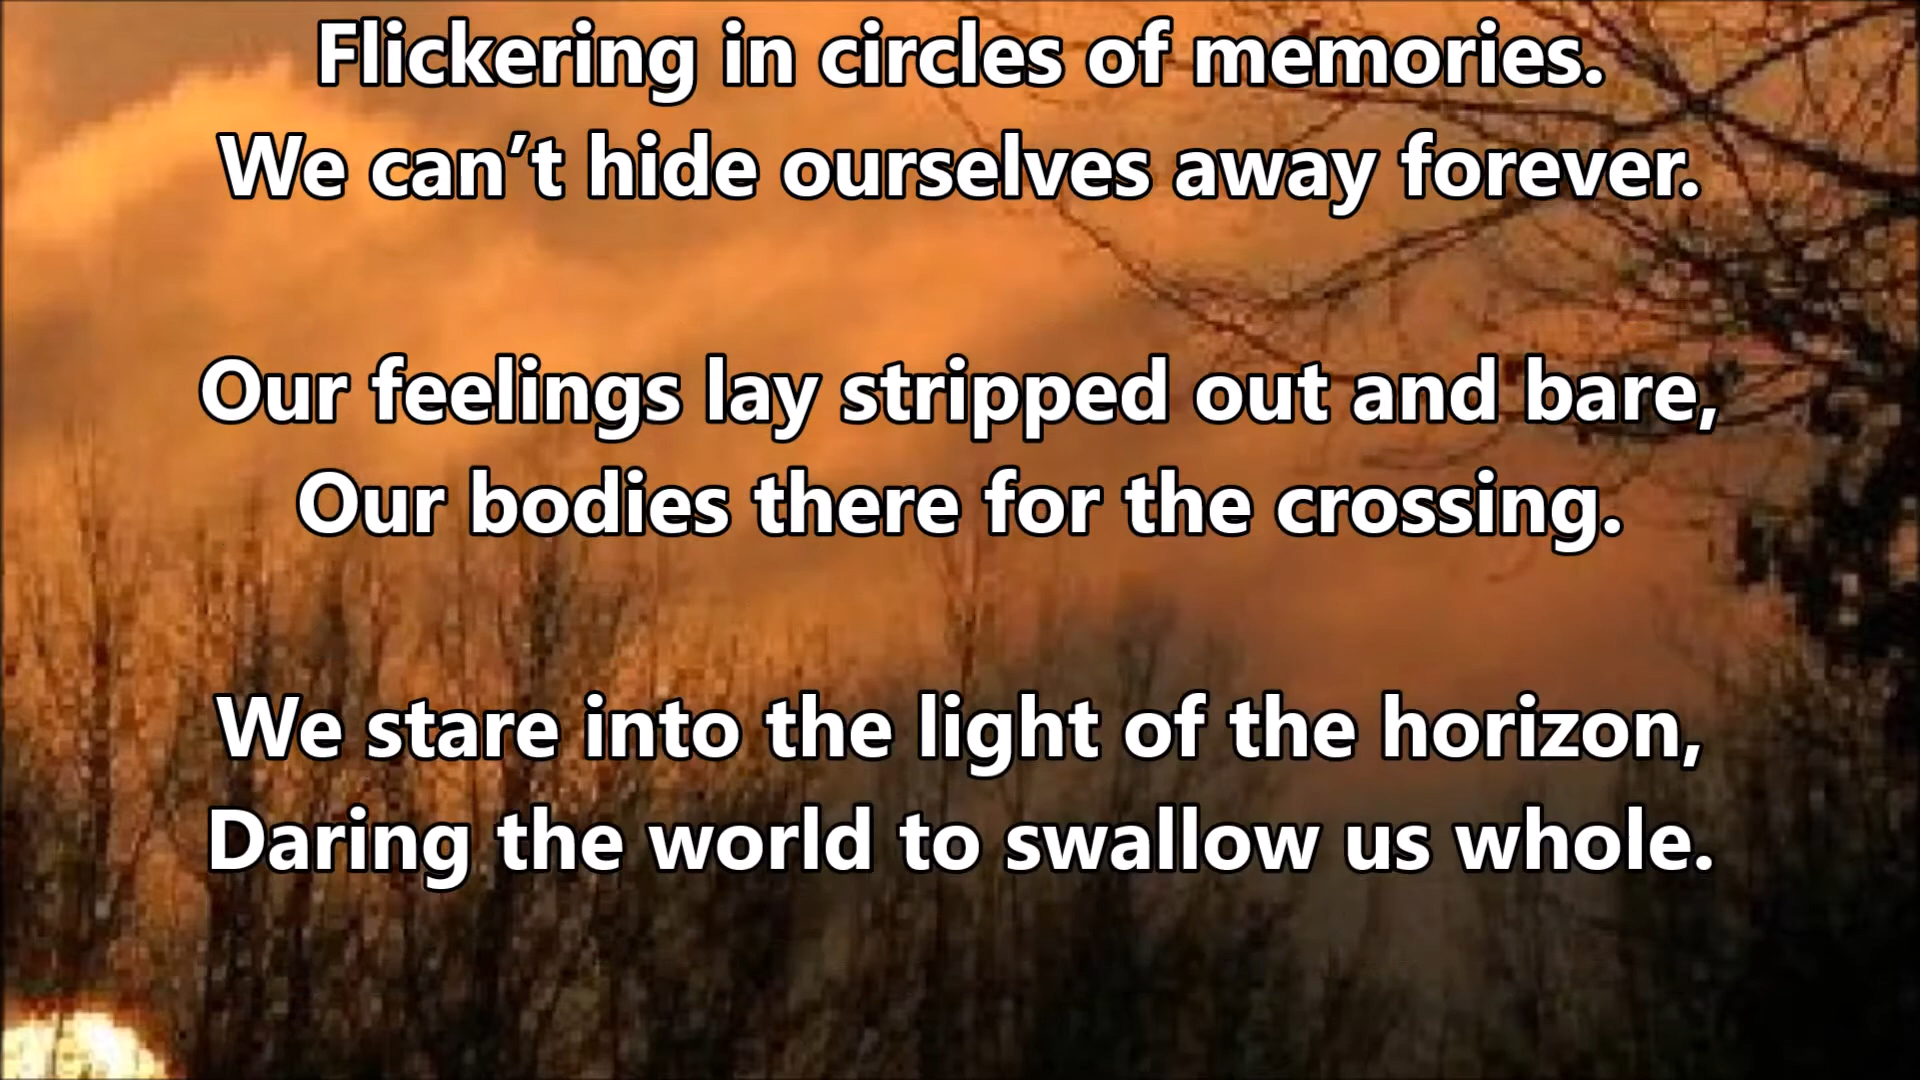 Flickering in circles of memories.
We can’t hide ourselves away forever.
Our feelings lay stripped out and bare,
Our bodies there for the crossing.
We stare into the light of the horizon,
Daring the world to swallow us whole.